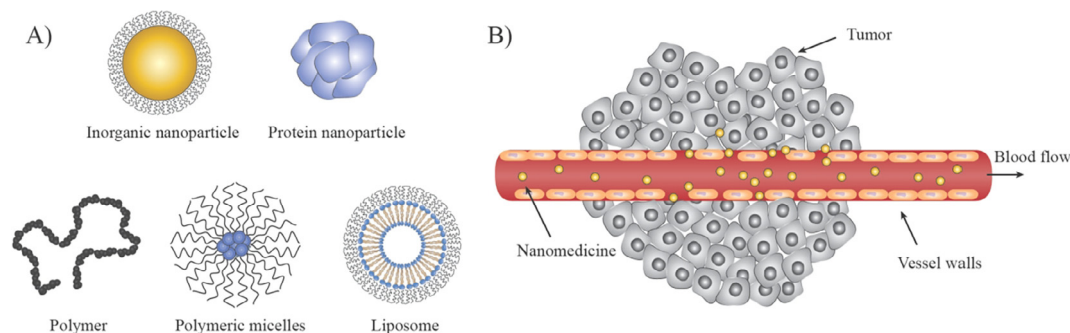 A)
Inorganic nanoparticle
Protein nanoparticle
Polymer
Polymeric micelles
Liposome
B)
Tumor
Blood flow
Nanomedicine
Vessel walls